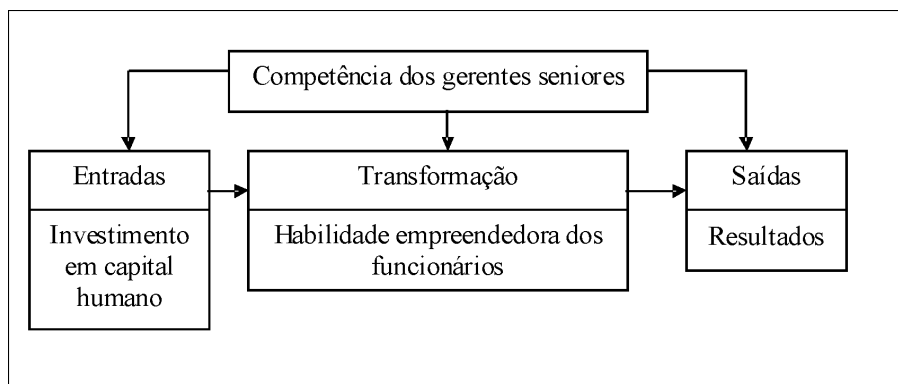 Competência dos gerentes seniores
Entradas
Investimento
em capital
humano
Transformação
Habilidade empreendedora dos
funcionários
Saídas
Resultados